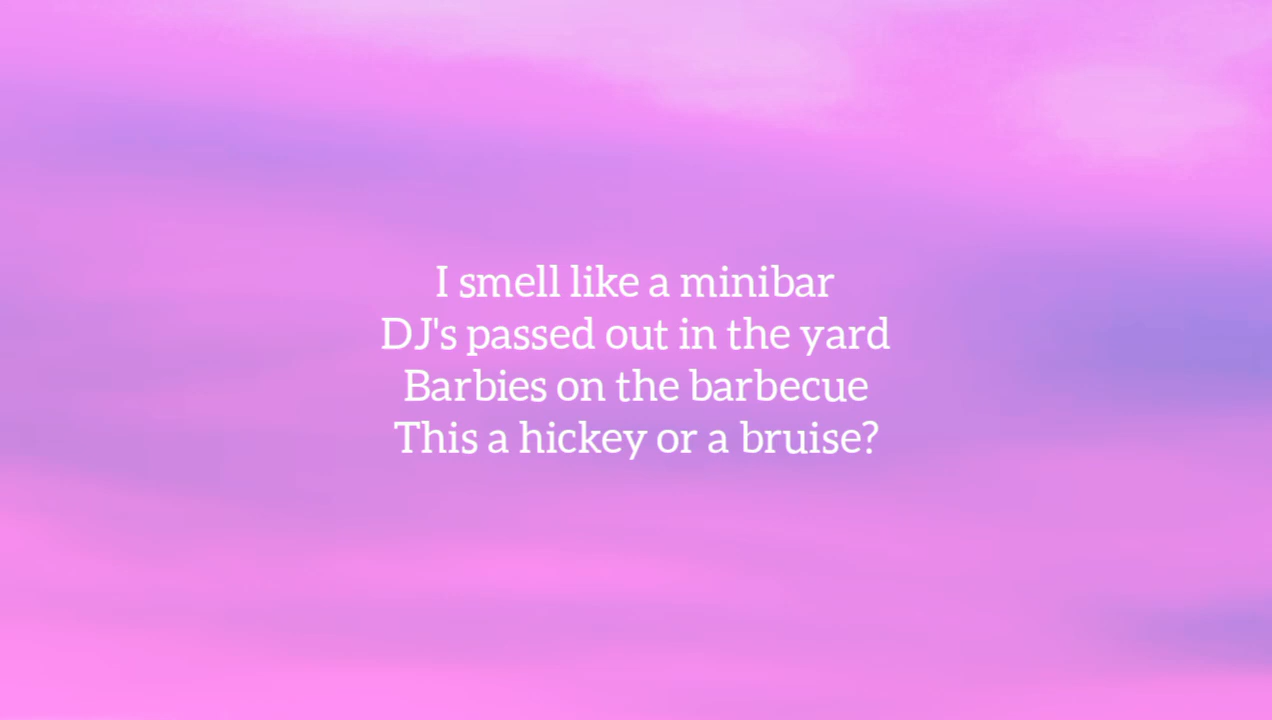 I smell like a minibar
DJ's passed out in the yard
Barbies on the barbecue
This a hickey or a bruise?